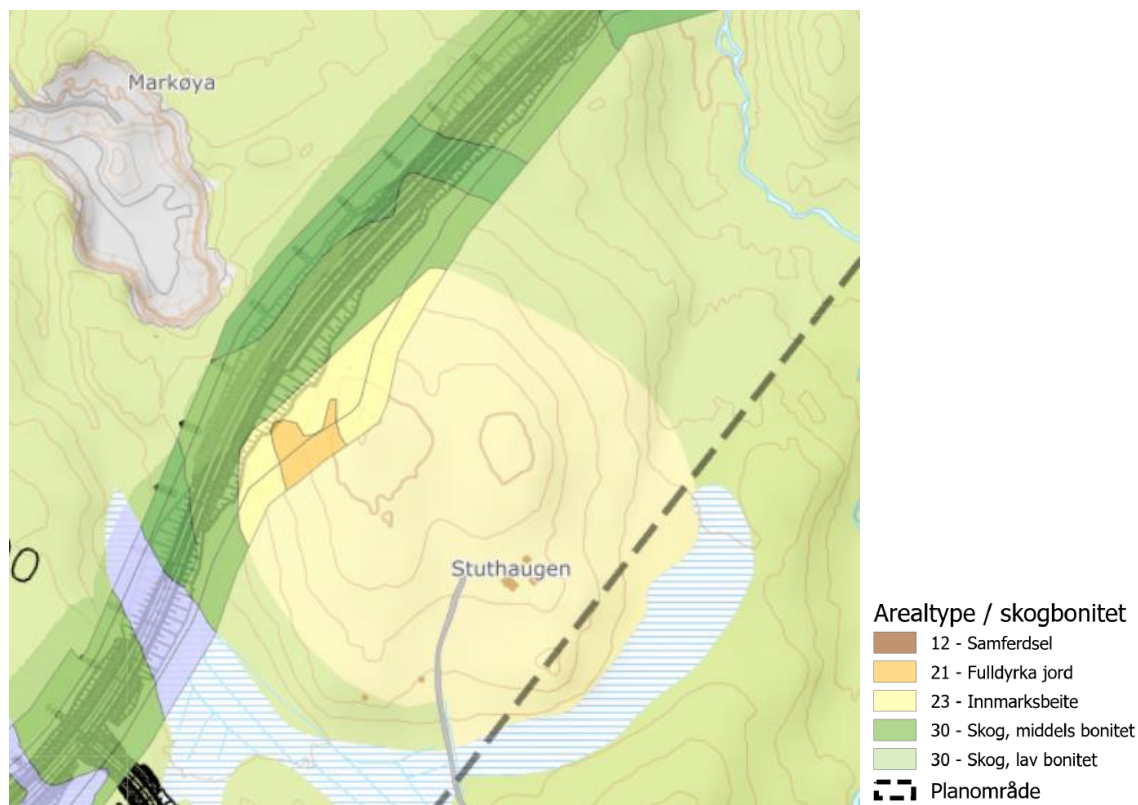 Markøya
Stuthaugen
Arealtype / skogbonitet
12 - Samferdsel
21 - Fulldyrka jord
23 - Innmarksbeite
30 - Skog, middels bonitet
30 - Skog, lav bonitet
Planområde